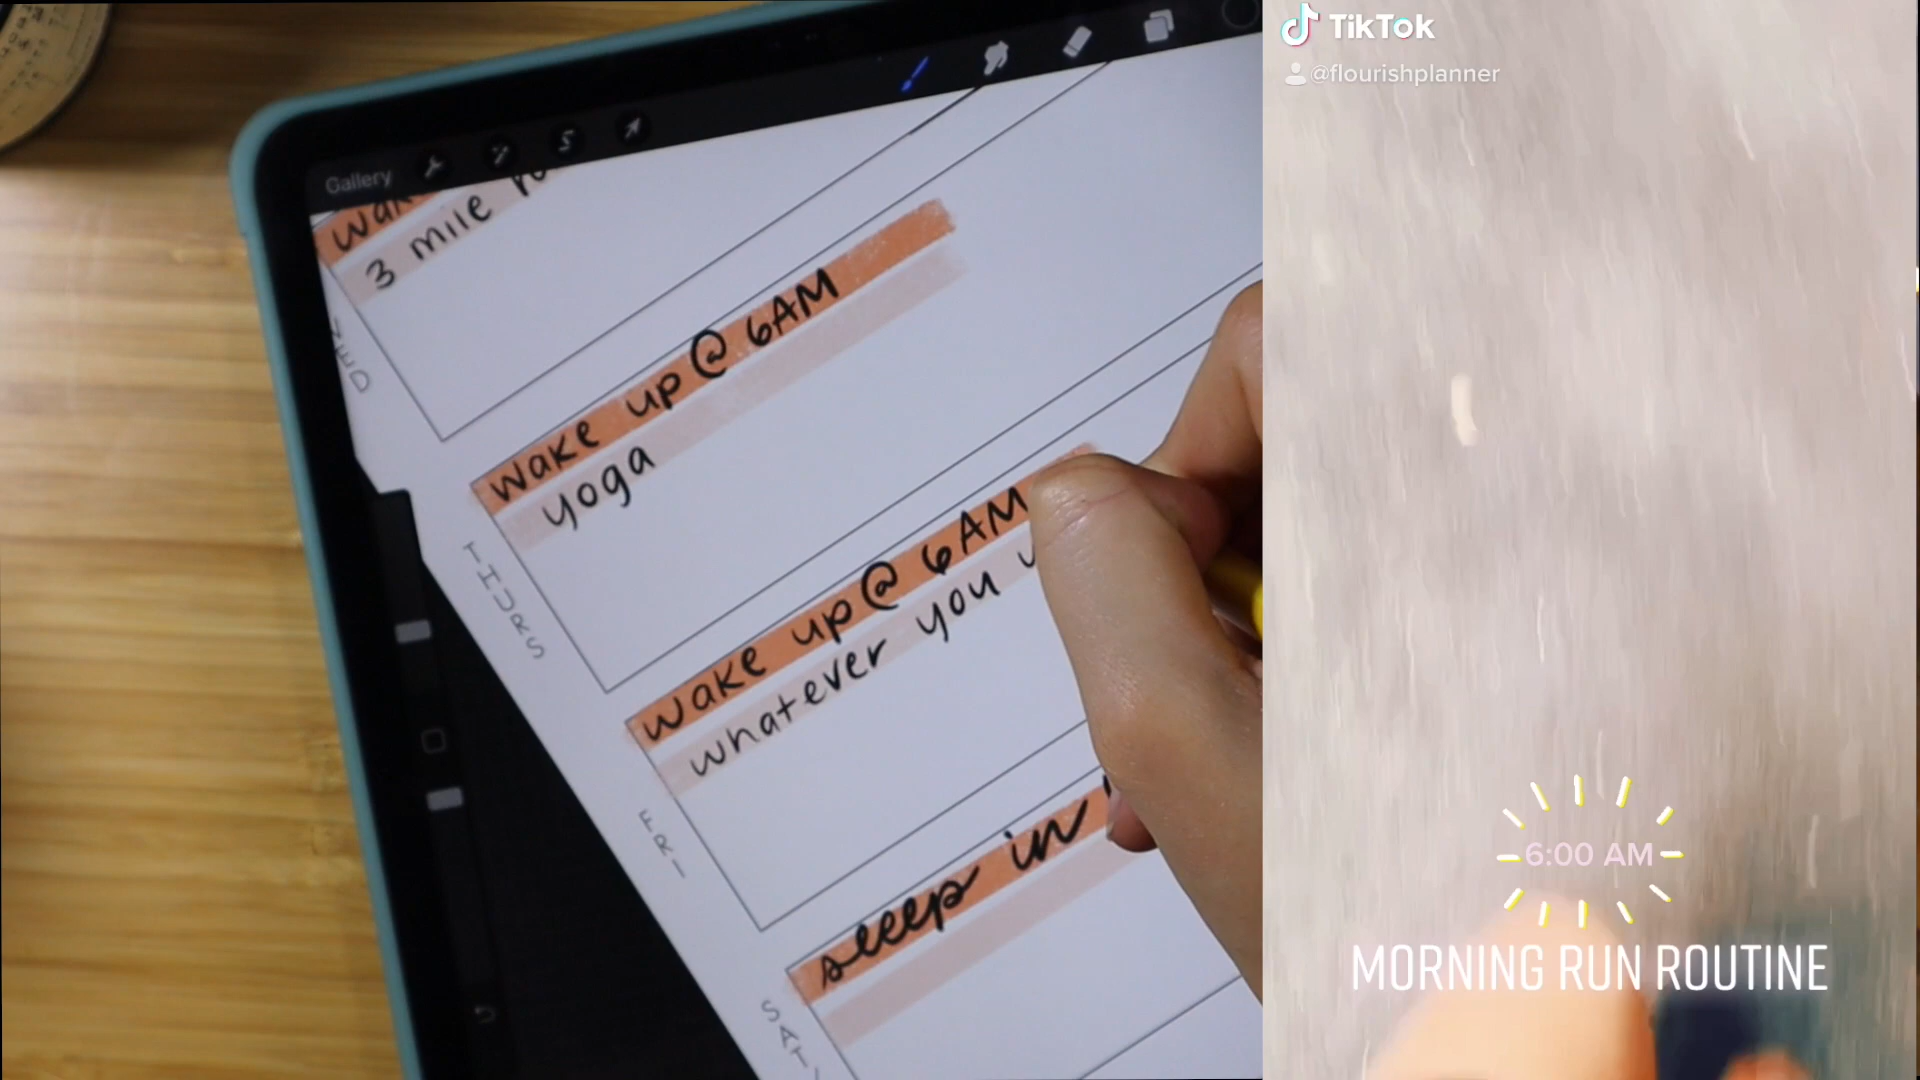 Gallery
wake
3 mile
WED
wake up @ 6AM
yoga
THURS
wake up @ 6AM
whatever you
FRI
sleep in
SAT
TikTok
@flourishplanner
6:00 AM
MORNING RUN ROUTINE